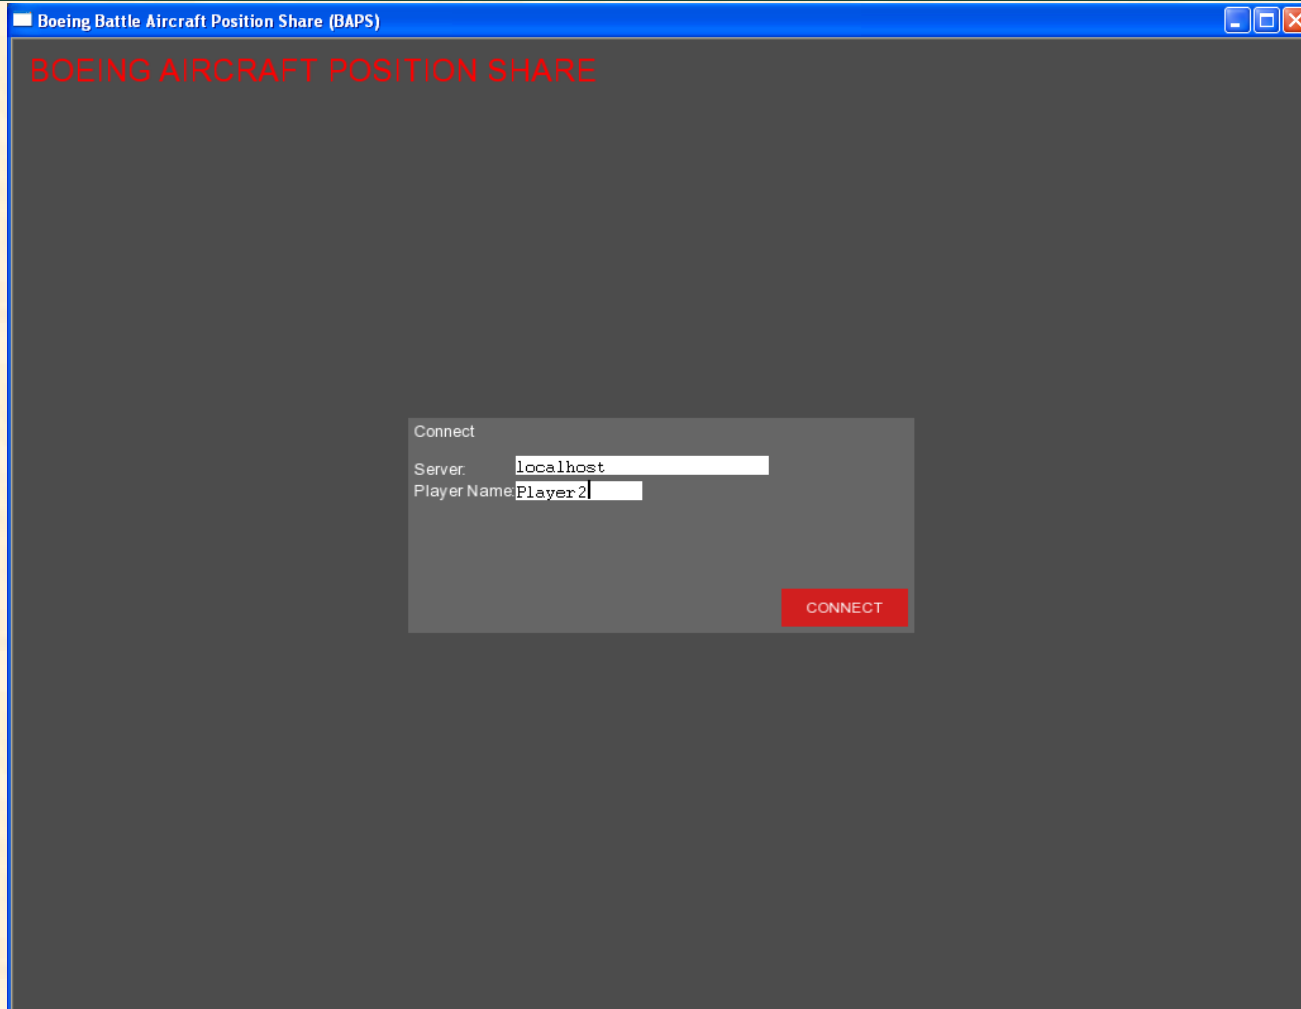 Boeing Battle Aircraft Position Share (BAPS)
BOEING AIRCRAFT POSITION SHARE
Connect
Server: localhost
Player Name: Player2
CONNECT